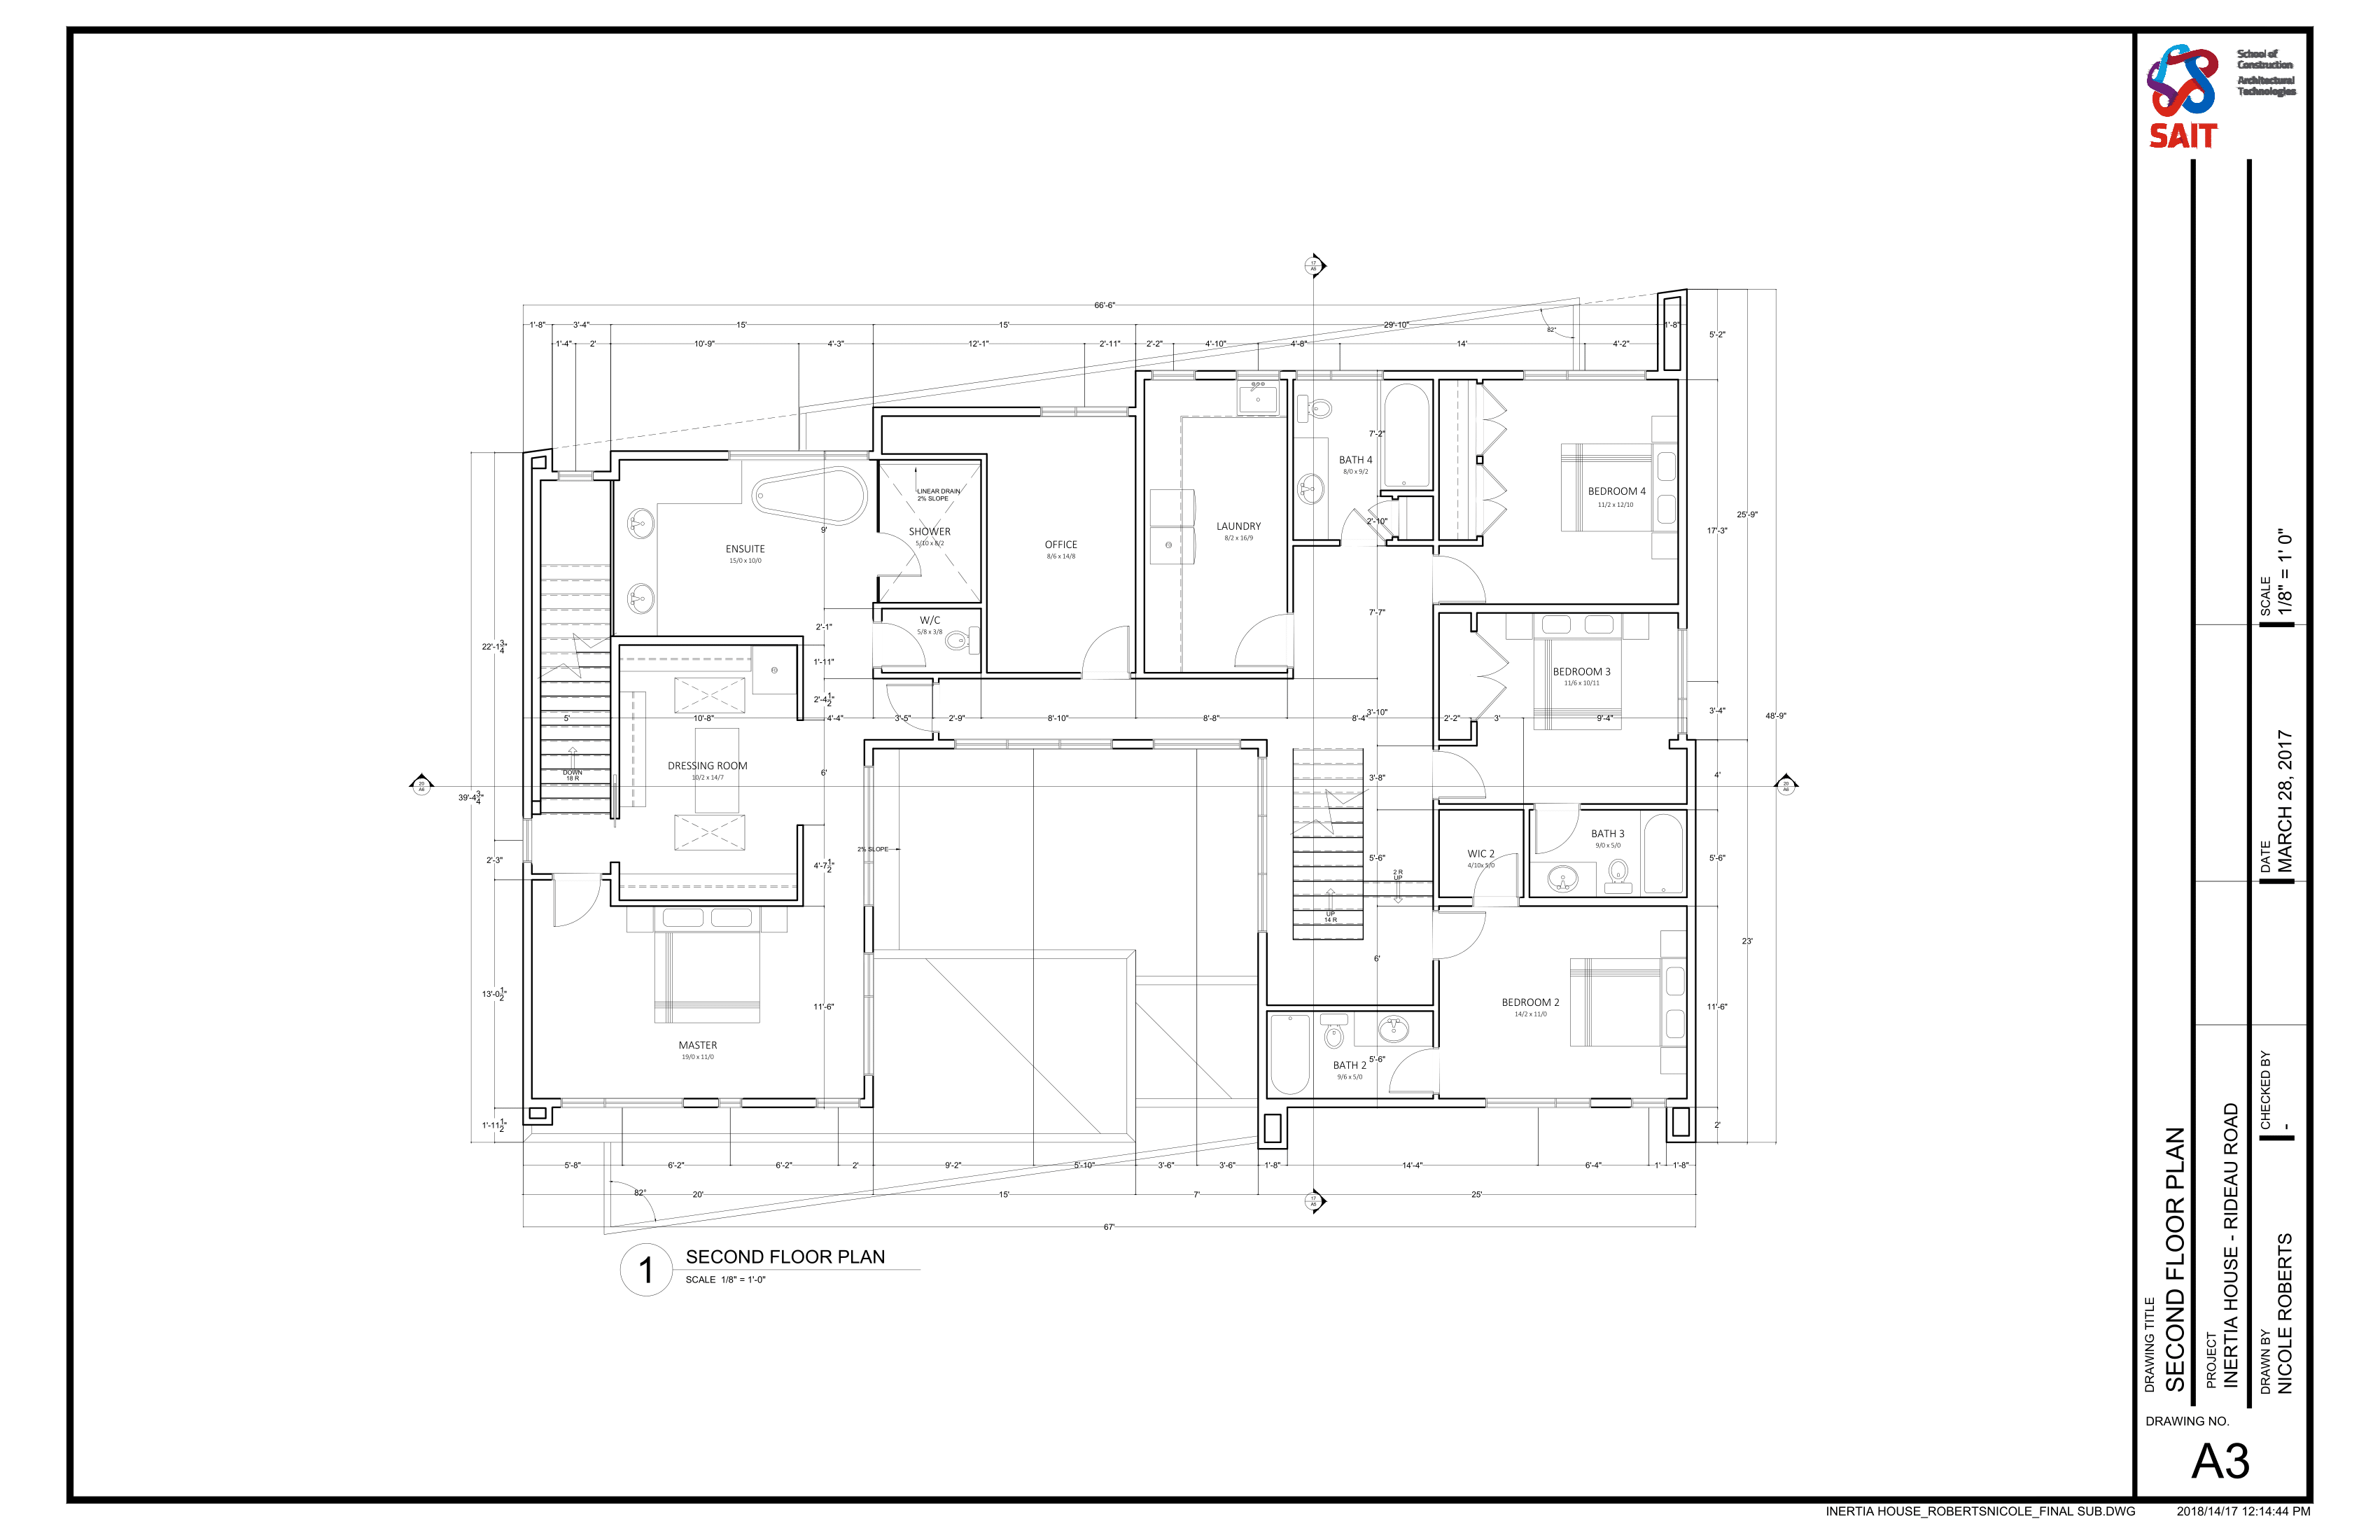 School of
Construction
Architectural
Technologies
SAIT
17
A6
66'-6"
1'-8"
3'-4"
15'
15'
29'-10"
1'-8"
82°
5'-2"
1'-4"
2'
10'-9"
4'-3"
12'-1"
2'-11"
2'-2"
4'-10"
4'-8"
14'
4'-2"
7'-2"
BATH 4
8/0 x 9/2
LINEAR DRAIN
2% SLOPE
BEDROOM 4
11/2 x 12/10
25'-9"
2'-10"
9'
SHOWER
5/10 x 8/2
LAUNDRY
8/2 x 16/9
17'-3"
ENSUITE
15/0 x 10/0
OFFICE
8/6 x 14/8
7'-7"
W/C
5/8 x 3/8
2'-1"
22'-1 3/4"
1'-11"
BEDROOM 3
11/6 x 10/11
2'-4 1/2"
5'
10'-8"
4'-4"
3'-5"
2'-9"
8'-10"
8'-8"
8'-4"
3'-10"
2'-2"
3'
9'-4"
3'-4"
48'-9"
DRESSING ROOM
10/2 x 14/7
DOWN
18 R
6'
3'-8"
4'
20
A6
20
A6
39'-4 3/4"
BATH 3
9/0 x 5/0
2% SLOPE
WIC 2
4/10x 5/0
2'-3"
4'-7 1/2"
5'-6"
5'-6"
2 R
UP
UP
14 R
23'
6'
13'-0 1/2"
11'-6"
BEDROOM 2
14/2 x 11/0
11'-6"
MASTER
19/0 x 11/0
BATH 2
9/6 x 5/0
5'-6"
1'-11 1/2"
2'
5'-8"
6'-2"
6'-2"
2'
9'-2"
5'-10"
3'-6"
3'-6"
1'-8"
14'-4"
6'-4"
1'
1'-8"
82°
20'
15'
7'
17
A6
25'
67'
1
SECOND FLOOR PLAN
SCALE 1/8" = 1'-0"
DRAWING TITLE
SECOND FLOOR PLAN
PROJECT
INERTIA HOUSE - RIDEAU ROAD
DRAWN BY
NICOLE ROBERTS
CHECKED BY
-
DATE
MARCH 28, 2017
SCALE
1/8" = 1' 0"
DRAWING NO.
A3
INERTIA HOUSE_ROBERTSNICOLE_FINAL SUB.DWG
2018/14/17 12:14:44 PM